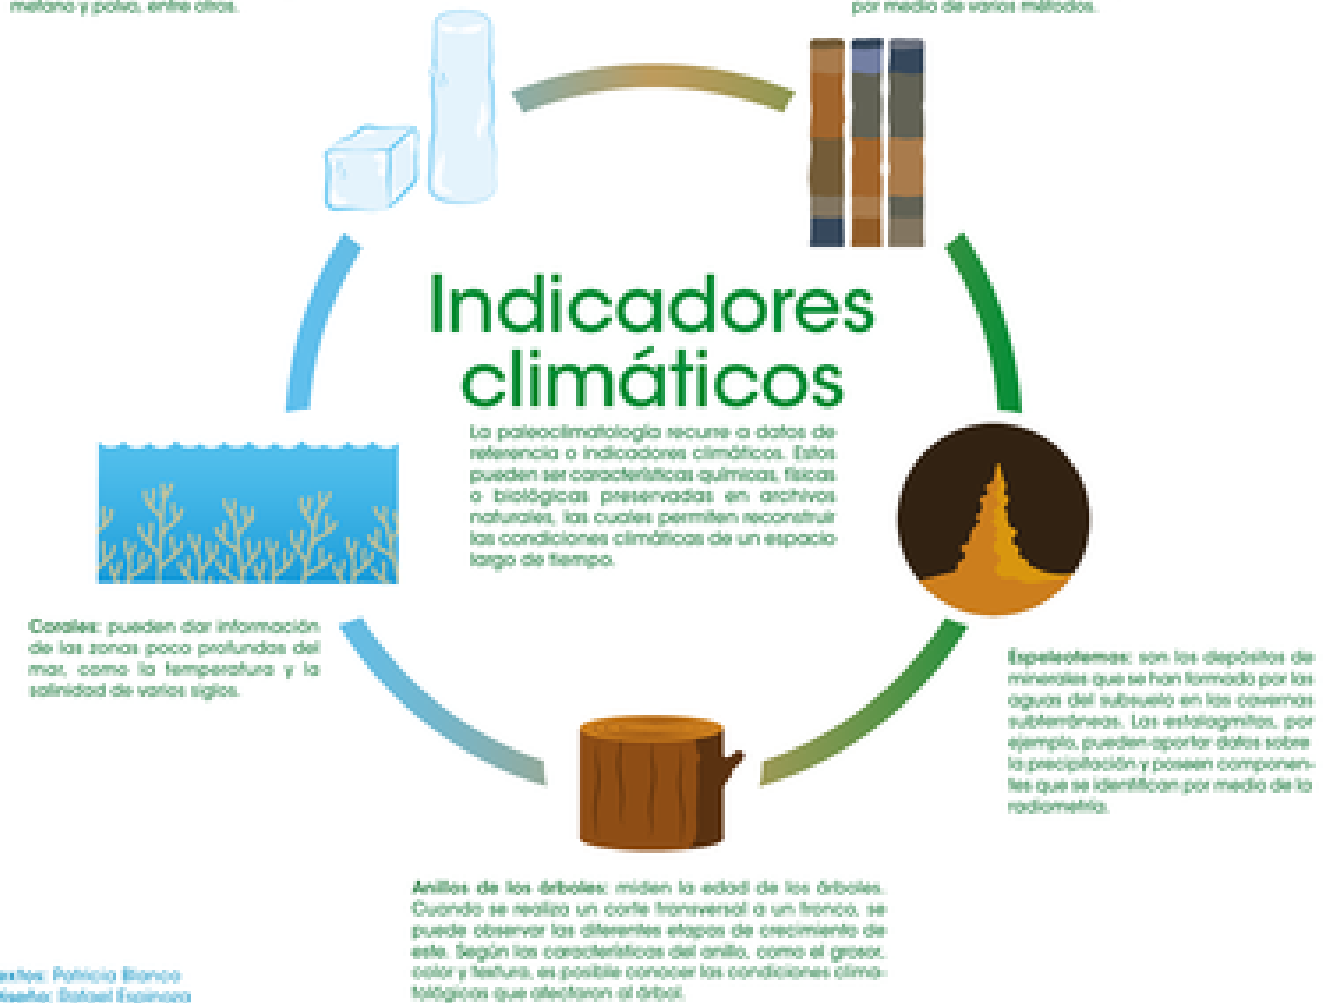 metano y polvo, entre otros.
por medio de varios métodos.
Indicadores
climáticos
La paleoclimatología recurre a datos de
referencia o indicadores climáticos. Estos
pueden ser características químicas, físicas
o biológicas preservadas en archivos
naturales, las cuales permiten reconstruir
las condiciones climáticas de un espacio
largo de tiempo.
Corales: pueden dar información
de las zonas poco profundas del
mar, como la temperatura y la
salinidad de varios siglos.
Espeleotemas: son los depósitos de
minerales que se han formado por las
aguas del subsuelo en las cavernas
subterráneas. Las estalagmitas, por
ejemplo, pueden aportar datos sobre
la precipitación y poseen componen-
tes que se identifican por medio de la
radiometría.
Anillos de los árboles: miden la edad de los árboles.
Cuando se realiza un corte transversal a un tronco, se
puede observar las diferentes etapas de crecimiento de
este. Según las características del anillo, como el grosor,
color y textura, es posible conocer las condiciones clima-
tológicas que afectaron al árbol.
extos: Patricia Blanco
iseño: Rafael Espinoza